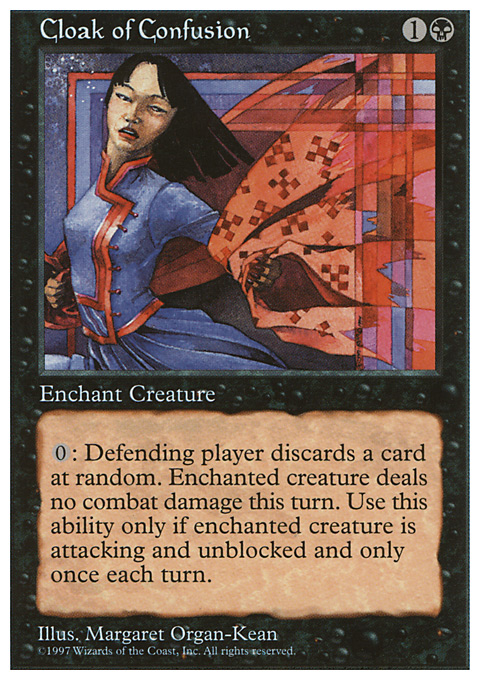 Cloak of Confusion 1
Enchant Creature
0: Defending player discards a card
at random. Enchanted creature deals
no combat damage this turn. Use this
ability only if enchanted creature is
attacking and unblocked and only
once each turn.
Illus. Margaret Organ-Kean
©1997 Wizards of the Coast, Inc. All rights reserved.